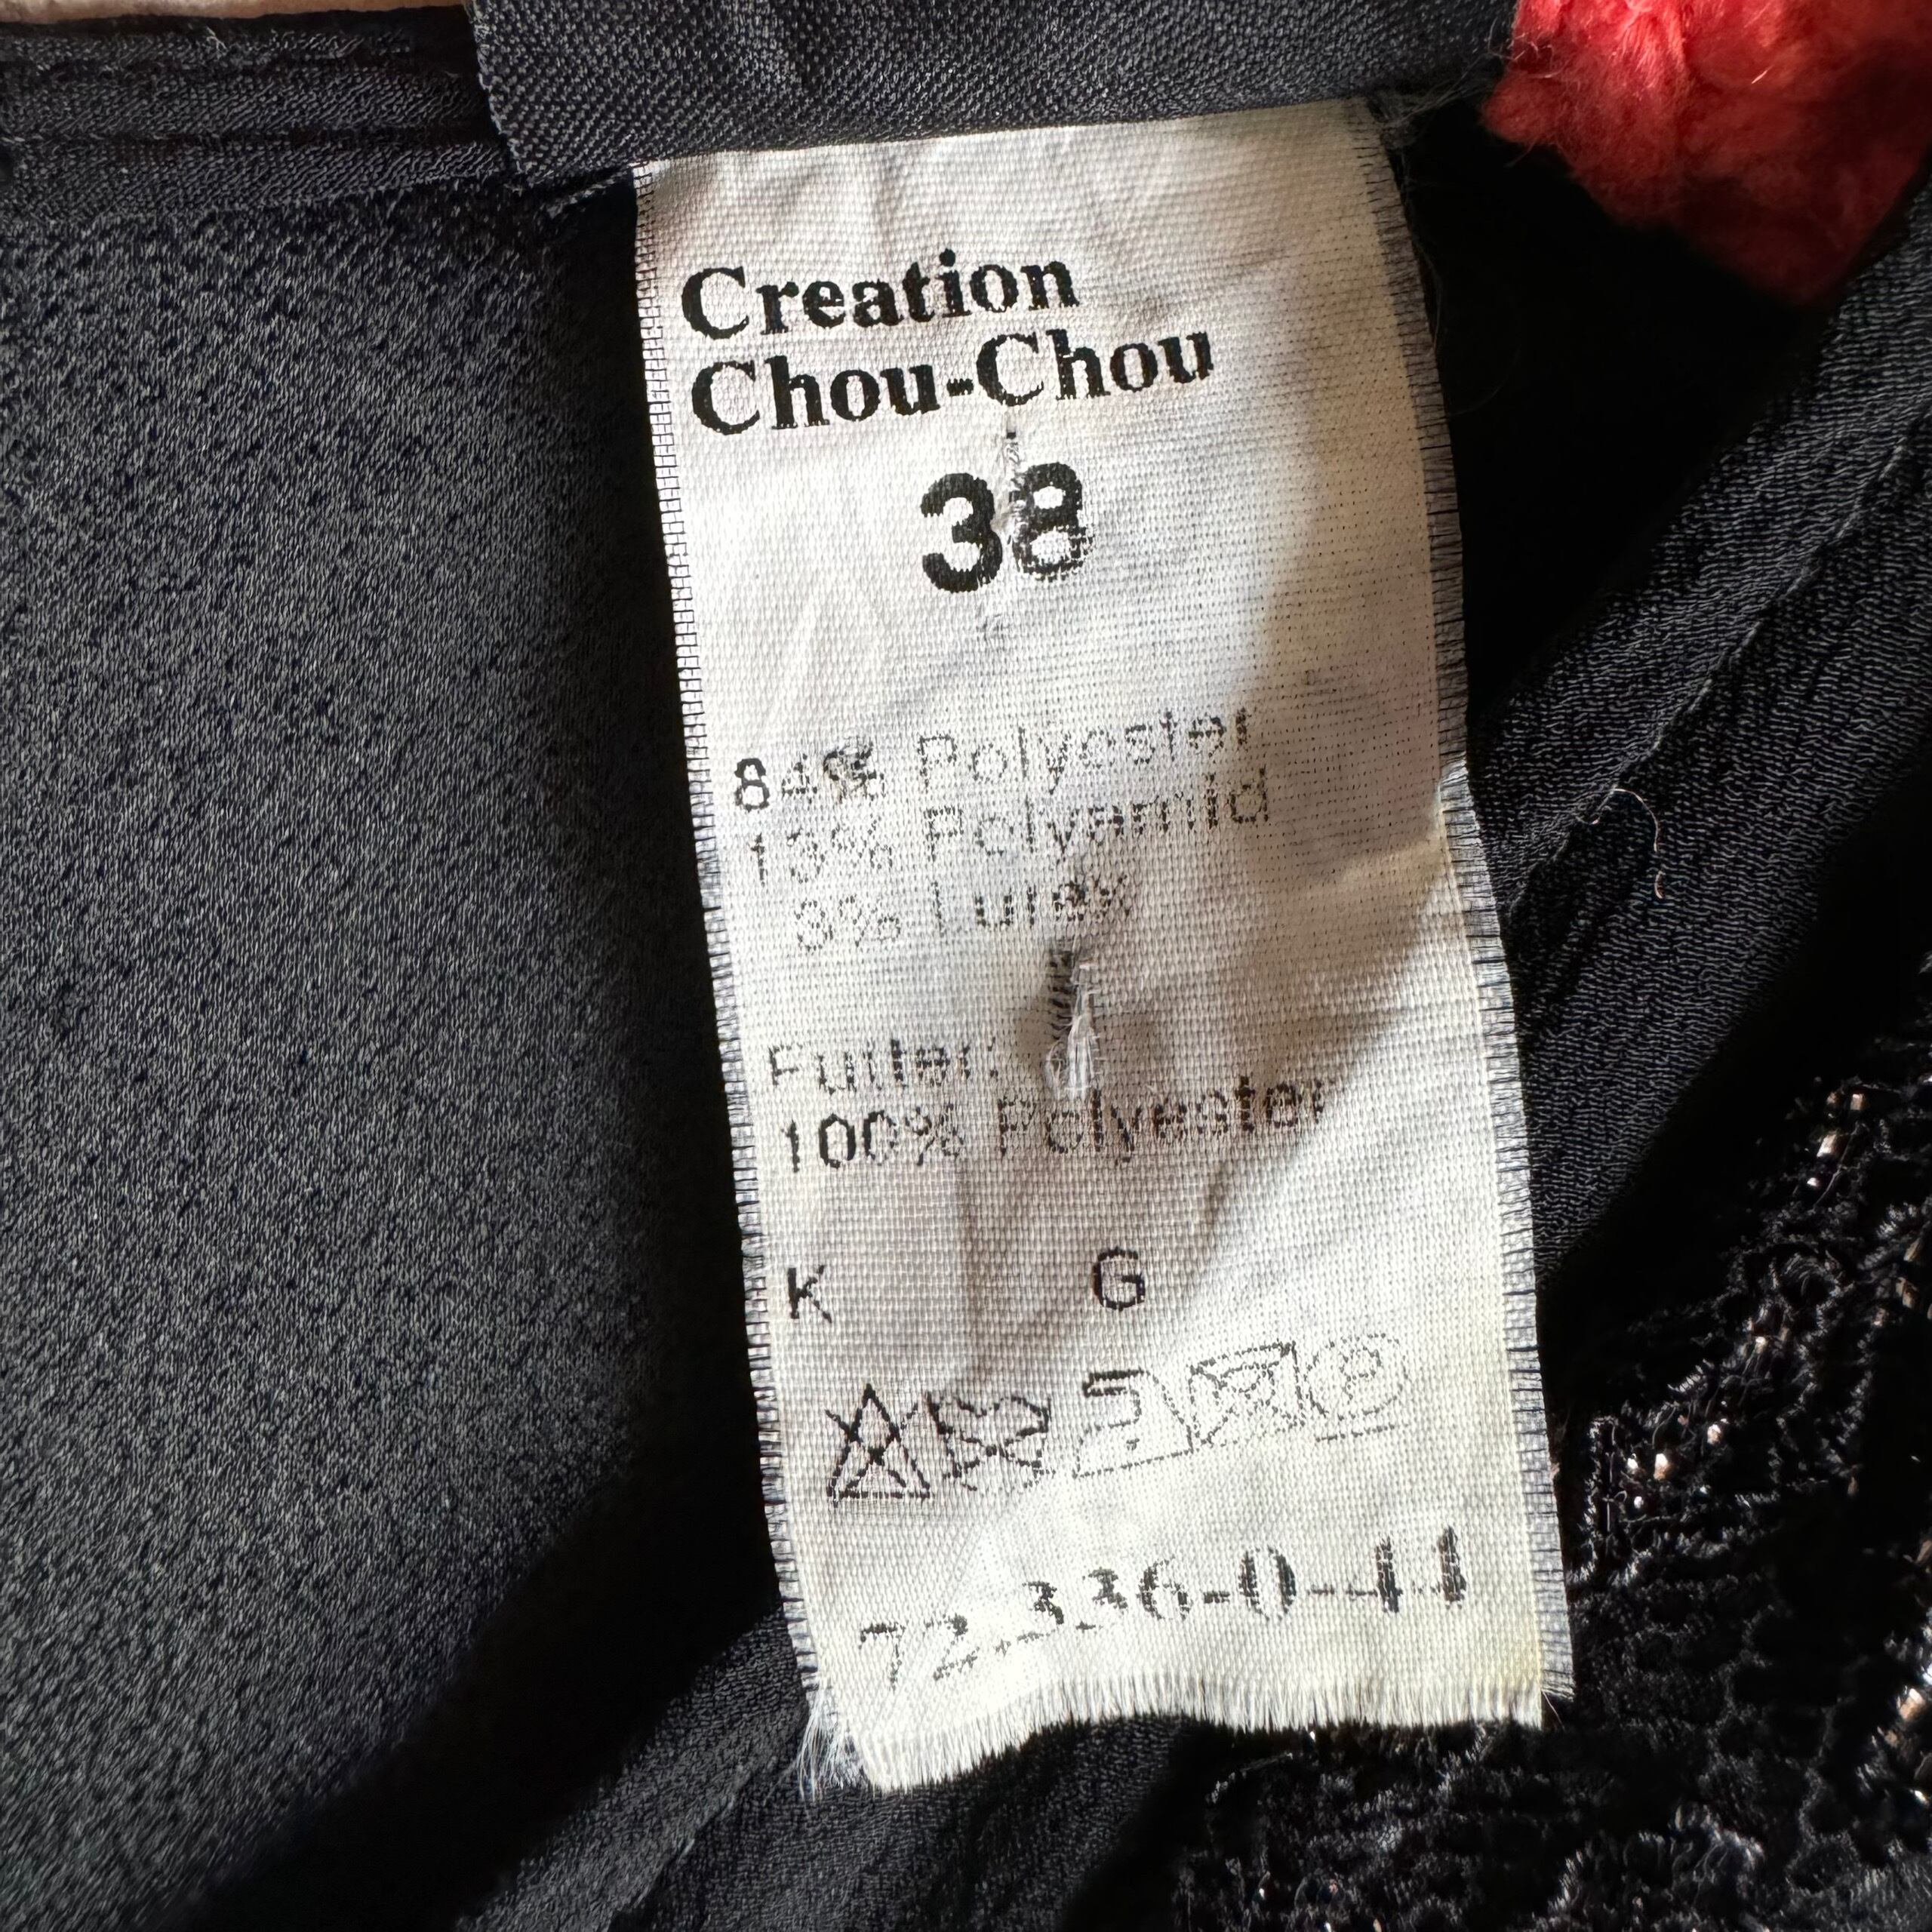 Creation
Chou-Chou
38
84% Polyester
13% Polyamid
3% Lurex
Futter:
100% Polyester
K G
P
72.336-0-44